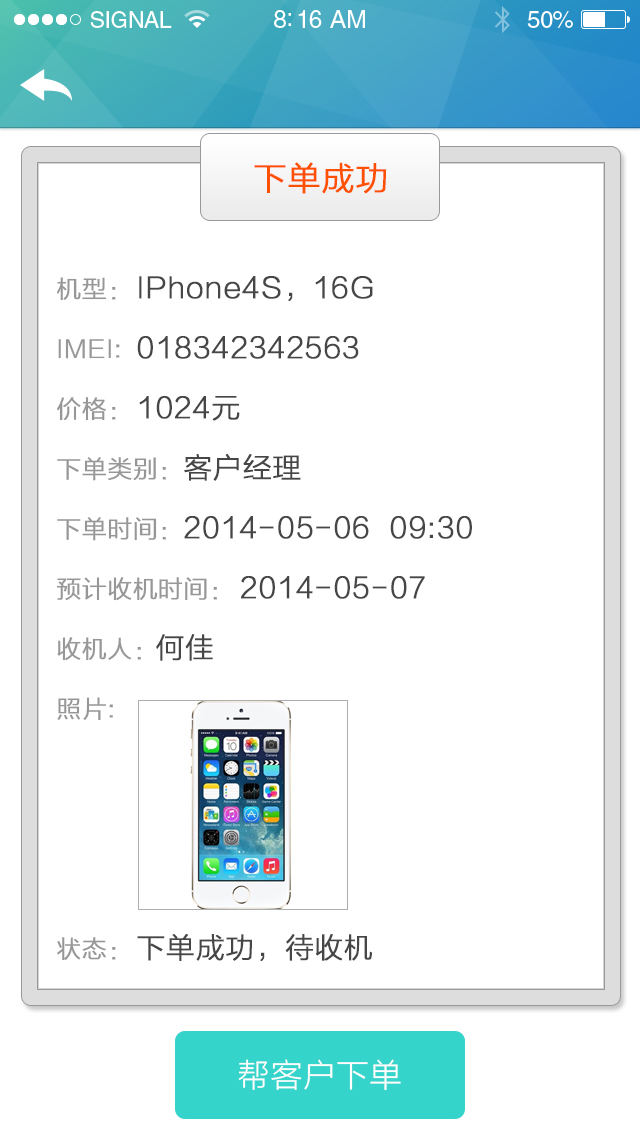 SIGNAL 8:16 AM 50%
下单成功
机型： IPhone4S，16G
IMEI: 018342342563
价格： 1024元
下单类别：客户经理
下单时间：2014-05-06 09:30
预计收机时间： 2014-05-07
收机人：何佳
照片:
状态： 下单成功，待收机
帮客户下单